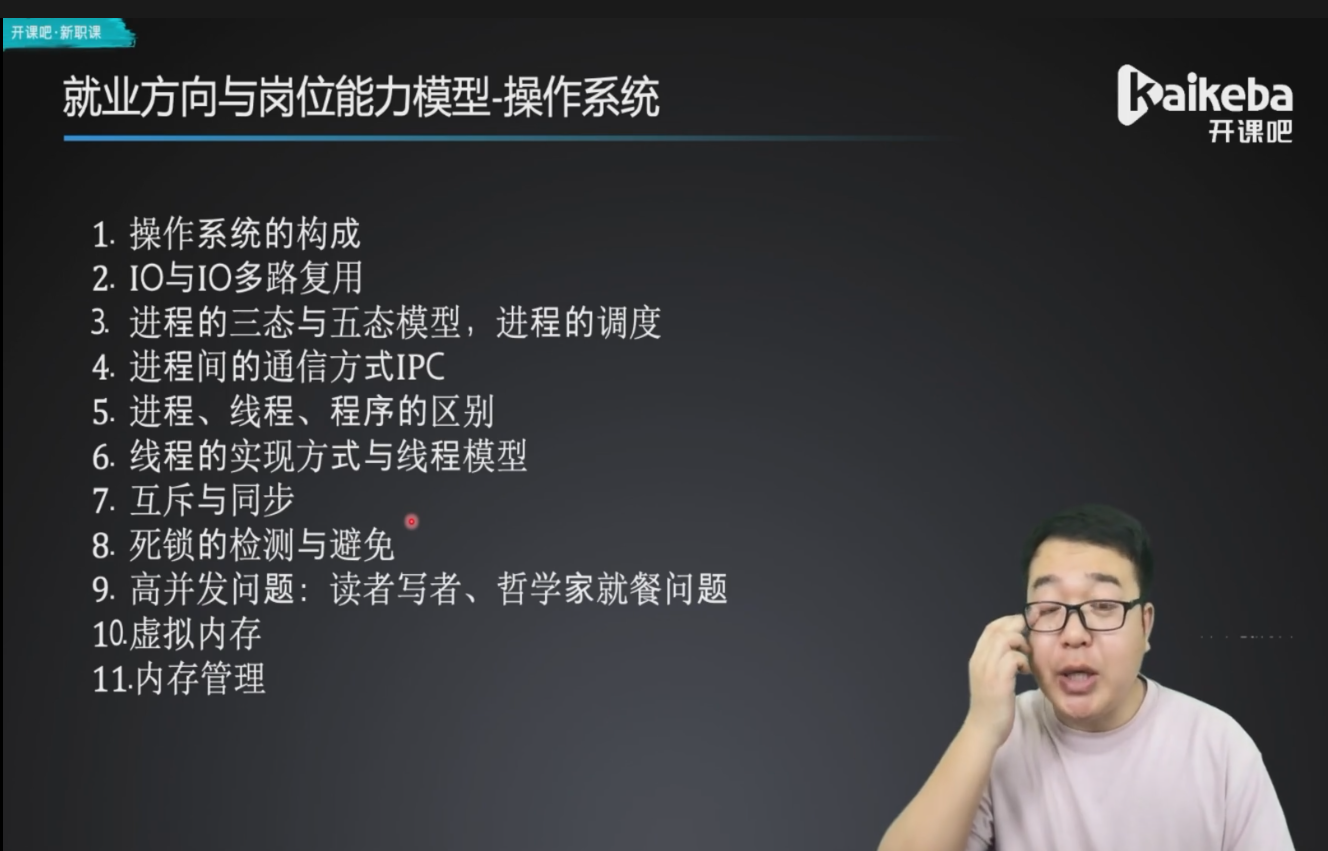 开课吧·新职课
就业方向与岗位能力模型-操作系统
Kaikeba
开课吧
1. 操作系统的构成
2. IO与IO多路复用
3. 进程的三态与五态模型，进程的调度
4. 进程间的通信方式IPC
5. 进程、线程、程序的区别
6. 线程的实现方式与线程模型
7. 互斥与同步
8. 死锁的检测与避免
9. 高并发问题：读者写者、哲学家就餐问题
10.虚拟内存
11.内存管理